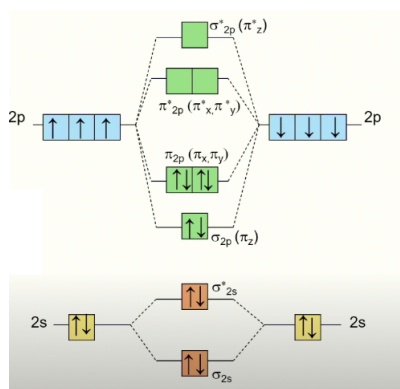 σ*2p(π*z)
π*2p(π*x,π*y)
2p
2p
π2p(πx,πy)
σ2p(πz)
σ*2s
2s
2s
σ2s